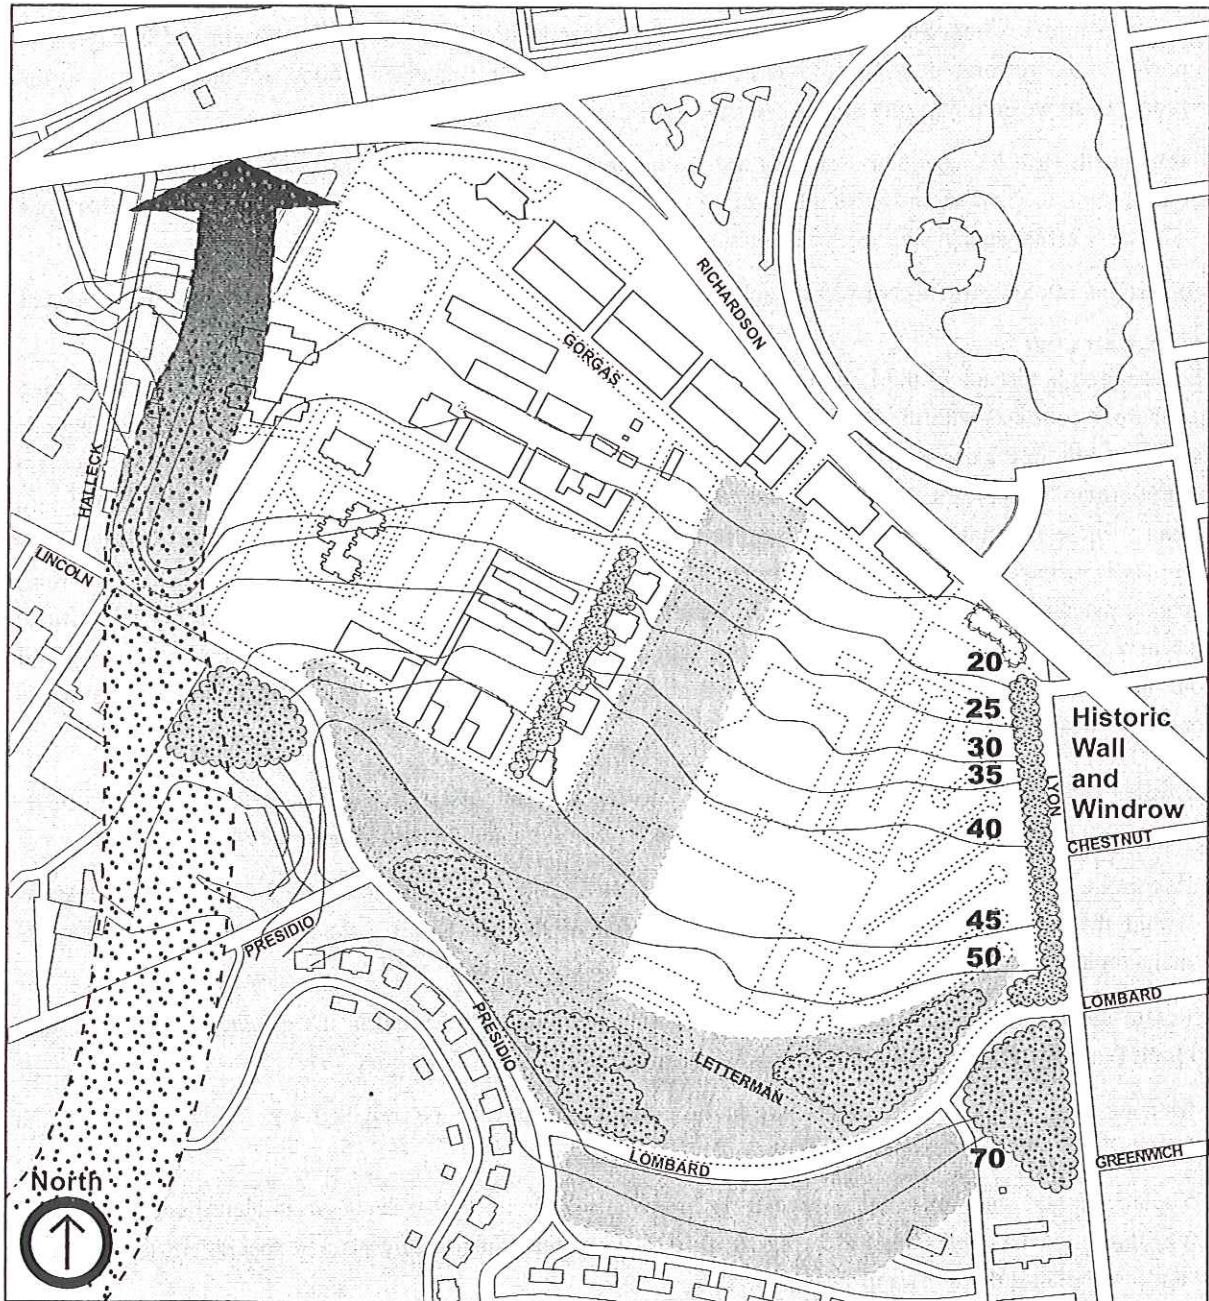 RICHARDSON
GORGAS
HALLECK
LINCOLN
20
25
30
35
40
45
50
Historic
Wall
and
Windrow
LYON
CHESTNUT
PRESIDIO
PRESIDIO
LOMBARD
LETTERMAN
LOMBARD
70
GREENWICH
North